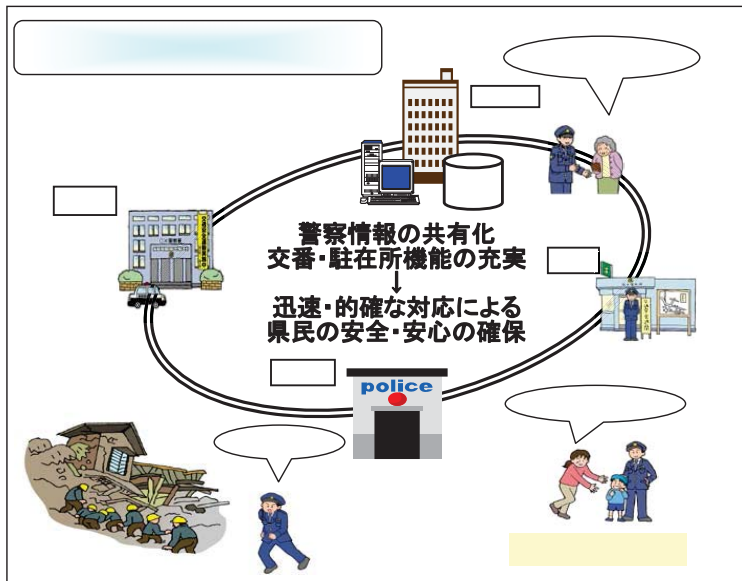 警察情報の共有化
交番・駐在所機能の充実
↓
迅速・的確な対応による
県民の安全・安心の確保
police